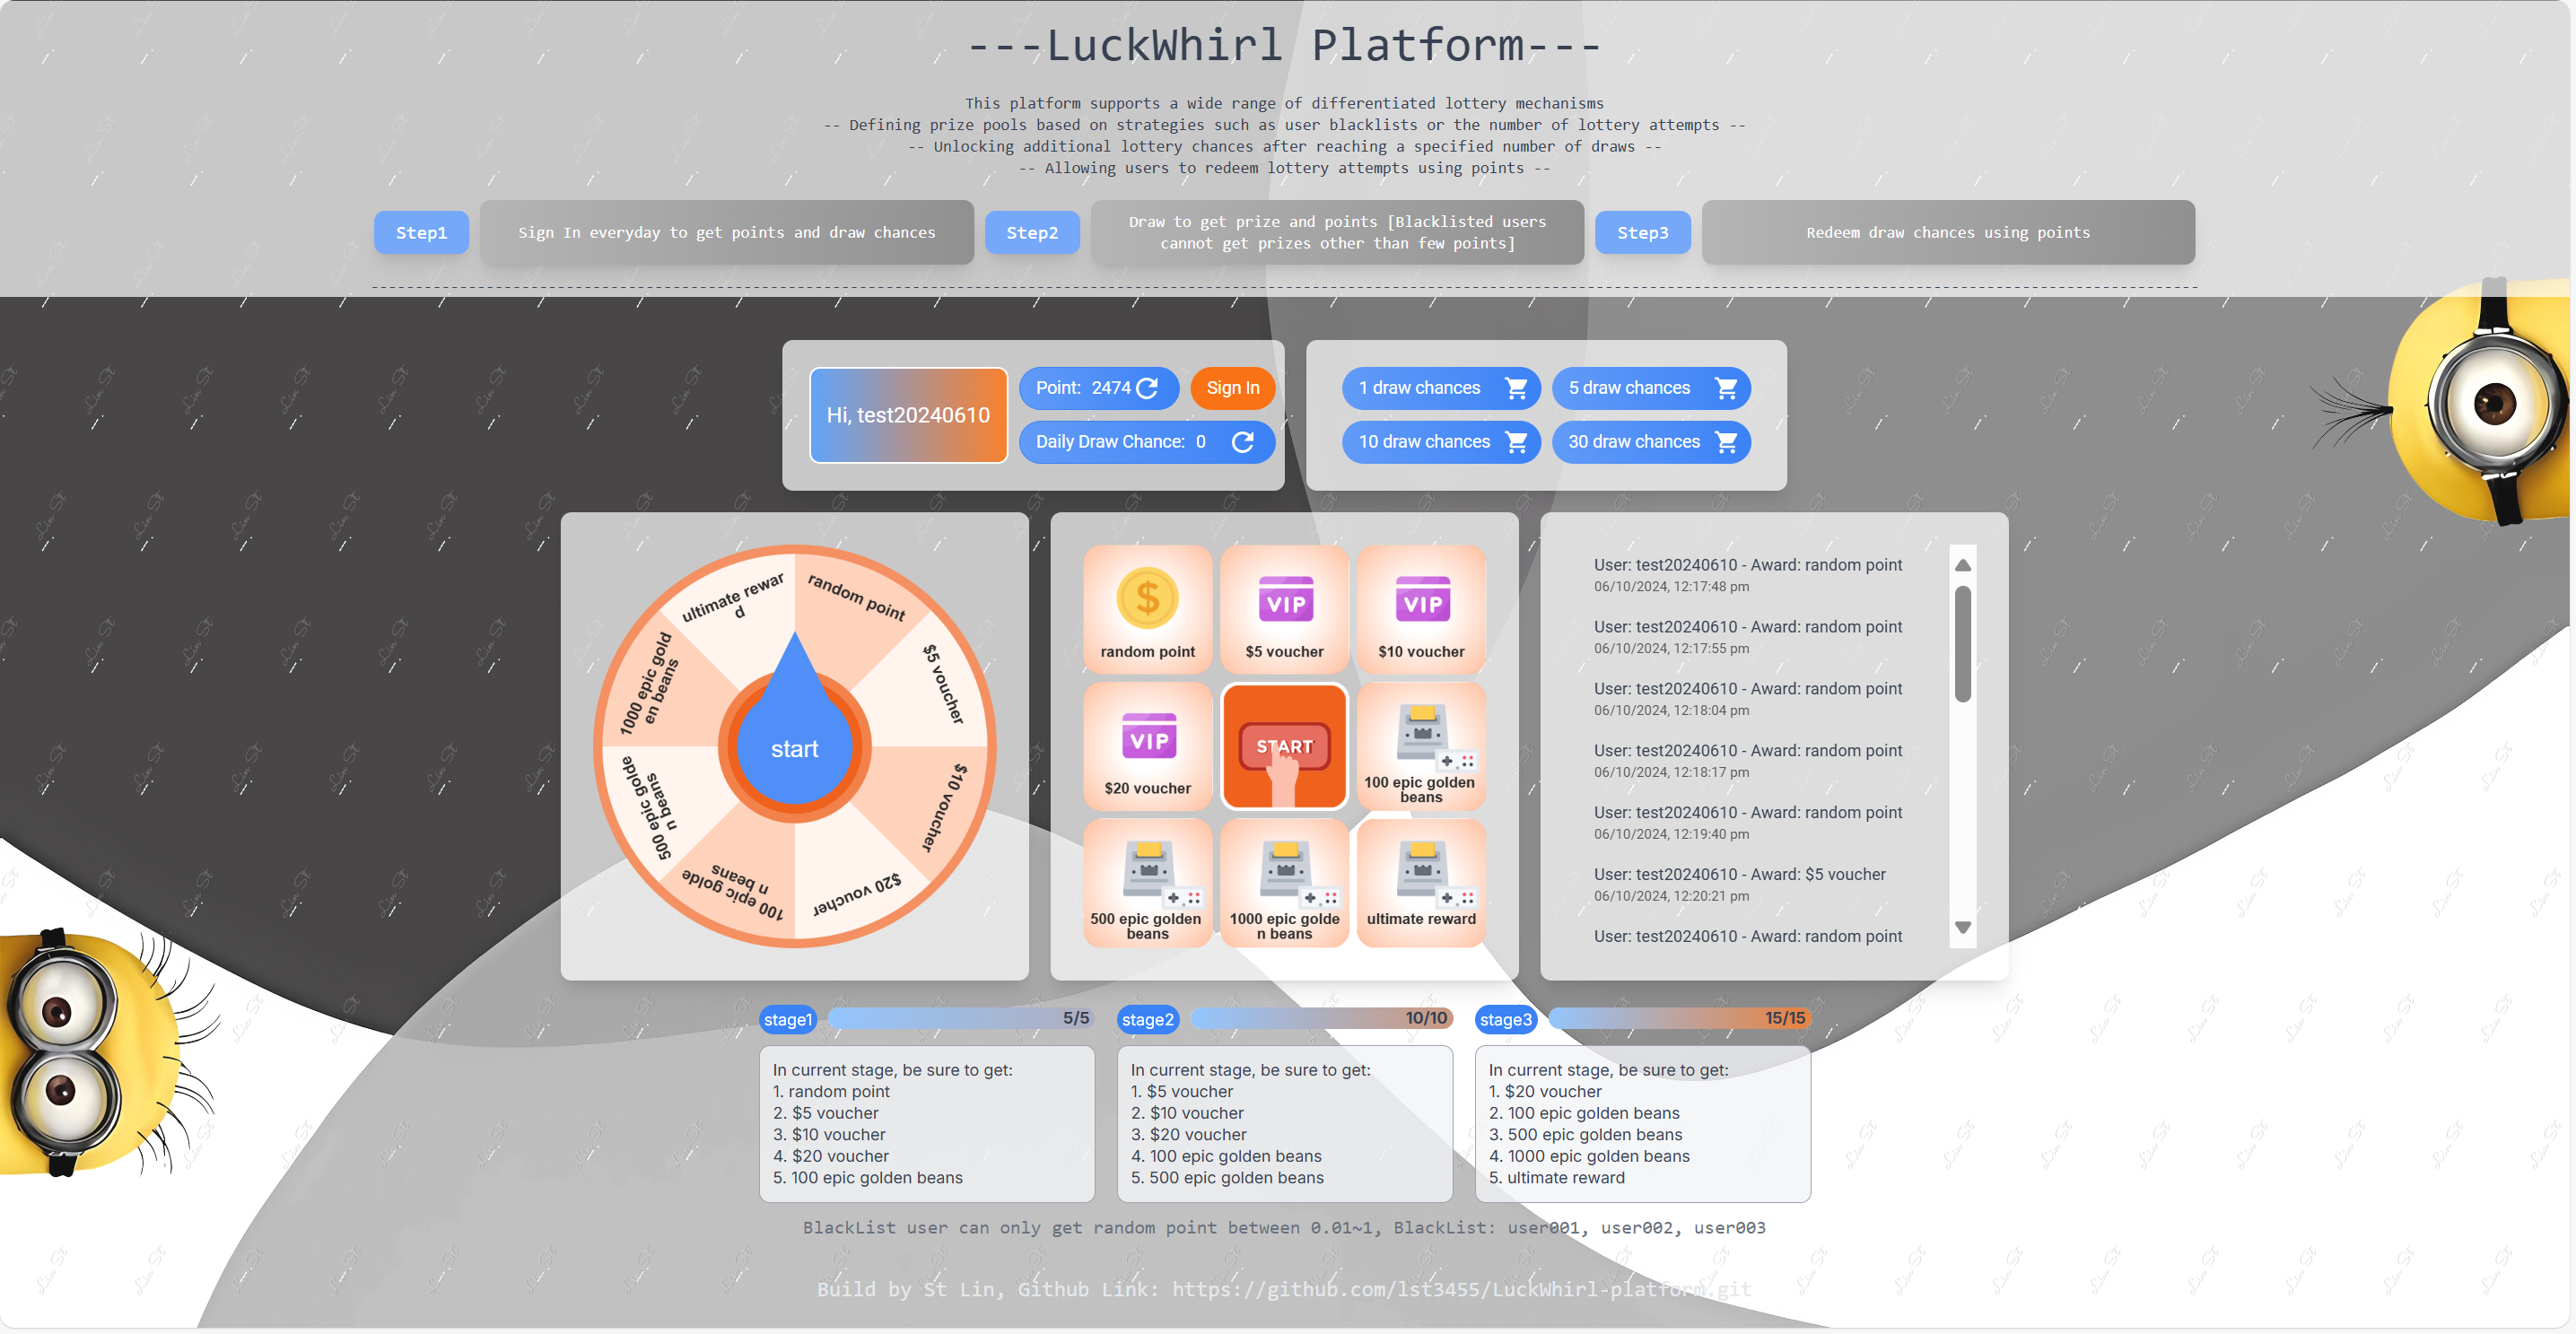 ---LuckWhirl Platform---
This platform supports a wide range of differentiated lottery mechanisms
-- Defining prize pools based on strategies such as user blacklists or the number of lottery attempts --
-- Unlocking additional lottery chances after reaching a specified number of draws --
-- Allowing users to redeem lottery attempts using points --
Step1
Sign In everyday to get points and draw chances
Step2
Draw to get prize and points [Blacklisted users
cannot get prizes other than few points]
Step3
Redeem draw chances using points
Hi, test20240610
Point: 2474
Sign In
Daily Draw Chance: 0
1 draw chances
5 draw chances
10 draw chances
30 draw chances
random point
$5 voucher
$10 voucher
$20 voucher
100 epic golde
n beans
500 epic golde
n beans
1000 epic gold
en beans
ultimate rewar
d
start
random point
VIP
$5 voucher
VIP
$10 voucher
VIP
$20 voucher
START
100 epic golden
beans
500 epic golden
beans
1000 epic golde
n beans
ultimate reward
User: test20240610 - Award: random point
06/10/2024, 12:17:48 pm
User: test20240610 - Award: random point
06/10/2024, 12:17:55 pm
User: test20240610 - Award: random point
06/10/2024, 12:18:04 pm
User: test20240610 - Award: random point
06/10/2024, 12:18:17 pm
User: test20240610 - Award: random point
06/10/2024, 12:19:40 pm
User: test20240610 - Award: $5 voucher
06/10/2024, 12:20:21 pm
User: test20240610 - Award: random point
stage1
5/5
In current stage, be sure to get:
1. random point
2. $5 voucher
3. $10 voucher
4. $20 voucher
5. 100 epic golden beans
stage2
10/10
In current stage, be sure to get:
1. $5 voucher
2. $10 voucher
3. $20 voucher
4. 100 epic golden beans
5. 500 epic golden beans
stage3
15/15
In current stage, be sure to get:
1. $20 voucher
2. 100 epic golden beans
3. 500 epic golden beans
4. 1000 epic golden beans
5. ultimate reward
BlackList user can only get random point between 0.01~1, BlackList: user001, user002, user003
Build by St Lin, Github Link: https://github.com/lst3455/LuckWhirl-platform.git